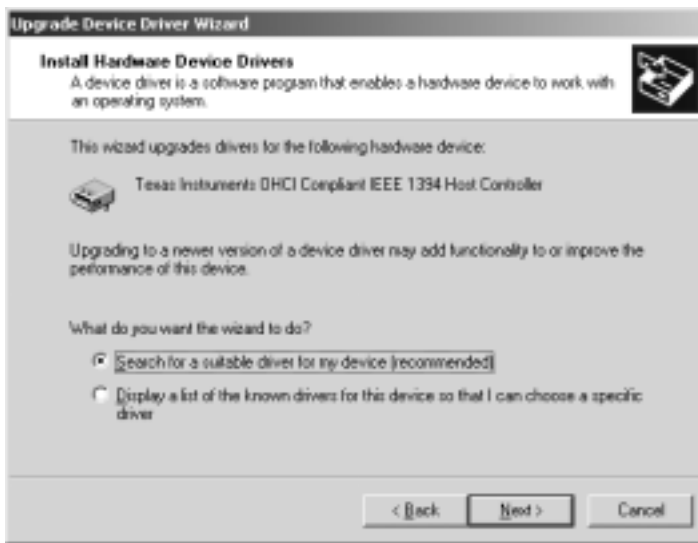 Upgrade Device Driver Wizard
Install Hardware Device Drivers
A device driver is a software program that enables a hardware device to work with
an operating system.
This wizard upgrades drivers for the following hardware device:
Texas Instruments OHCI Compliant IEEE 1394 Host Controller
Upgrading to a newer version of a device driver may add functionality to or improve the
performance of this device.
What do you want the wizard to do?
Search for a suitable driver for my device (recommended)
Display a list of the known drivers for this device so that I can choose a specific
driver
< Back
Next >
Cancel